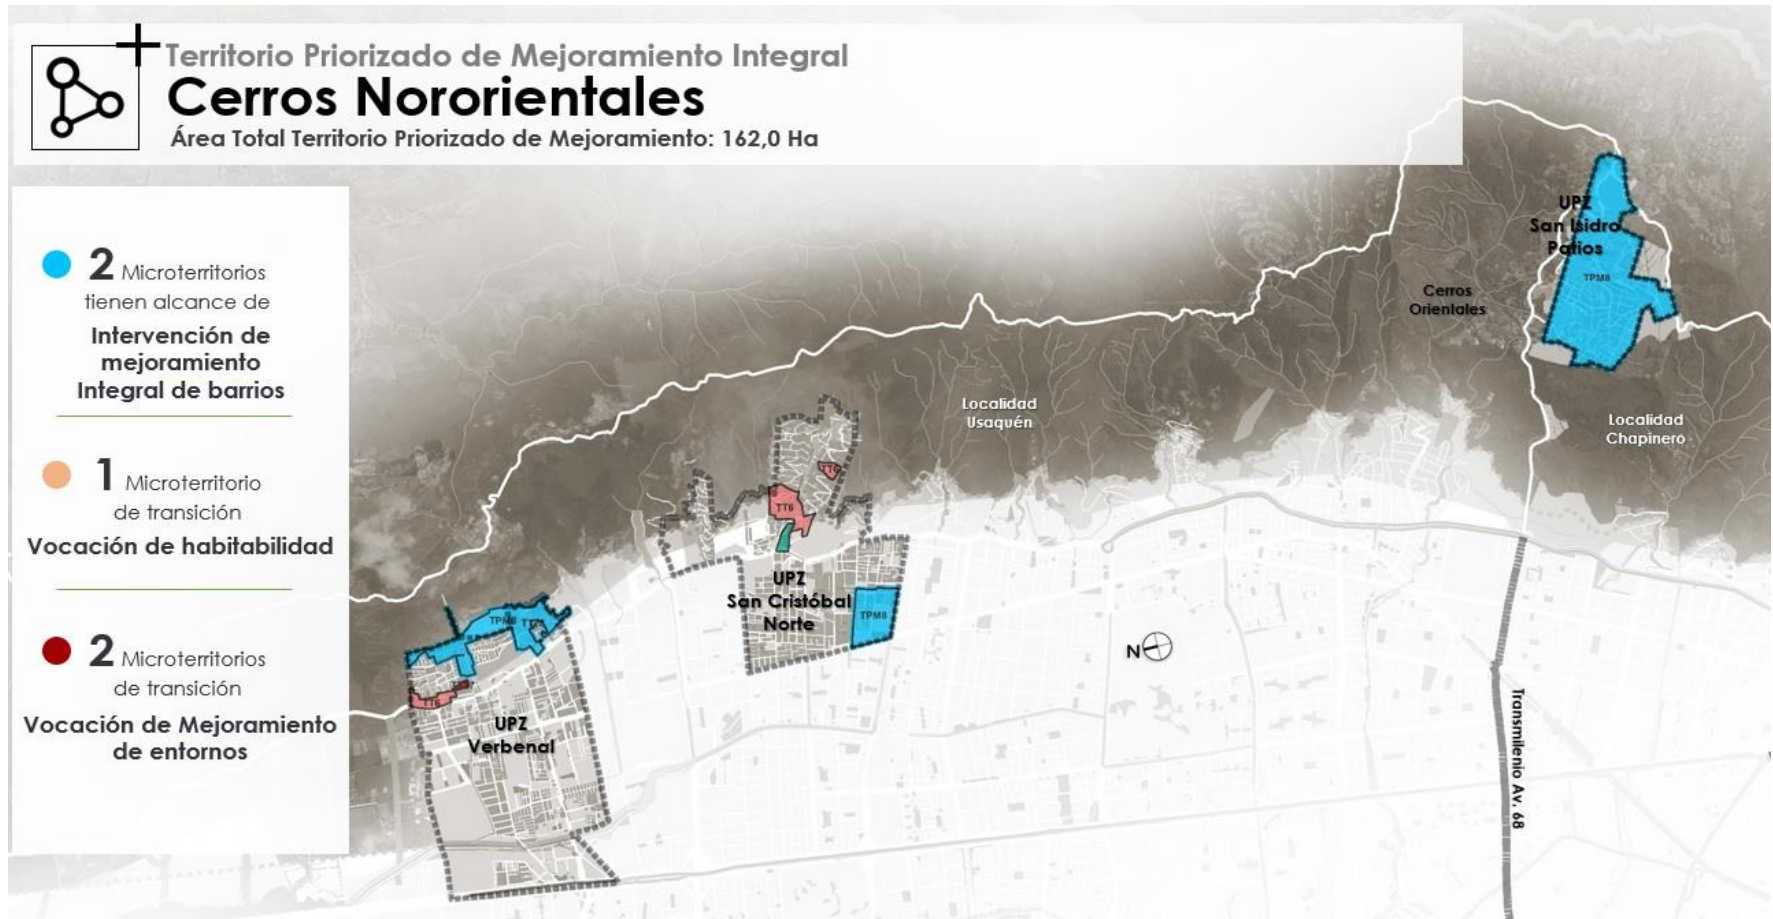 Territorio Priorizado de Mejoramiento Integral
Cerros Nororientales
Área Total Territorio Priorizado de Mejoramiento: 162,0 Ha
2 Microterritorios
tienen alcance de
Intervención de
mejoramiento
Integral de barrios
1 Microterritorio
de transición
Vocación de habitabilidad
2 Microterritorios
de transición
Vocación de Mejoramiento
de entornos
UPZ
San Isidro
Patios
TPM8
Cerros
Orientales
Localidad
Usaquén
Localidad
Chapinero
TT6
UPZ
San Cristóbal
Norte
TPM8
N
TPM8
TT6
UPZ
Verbenal
Transmilenio Av. 68